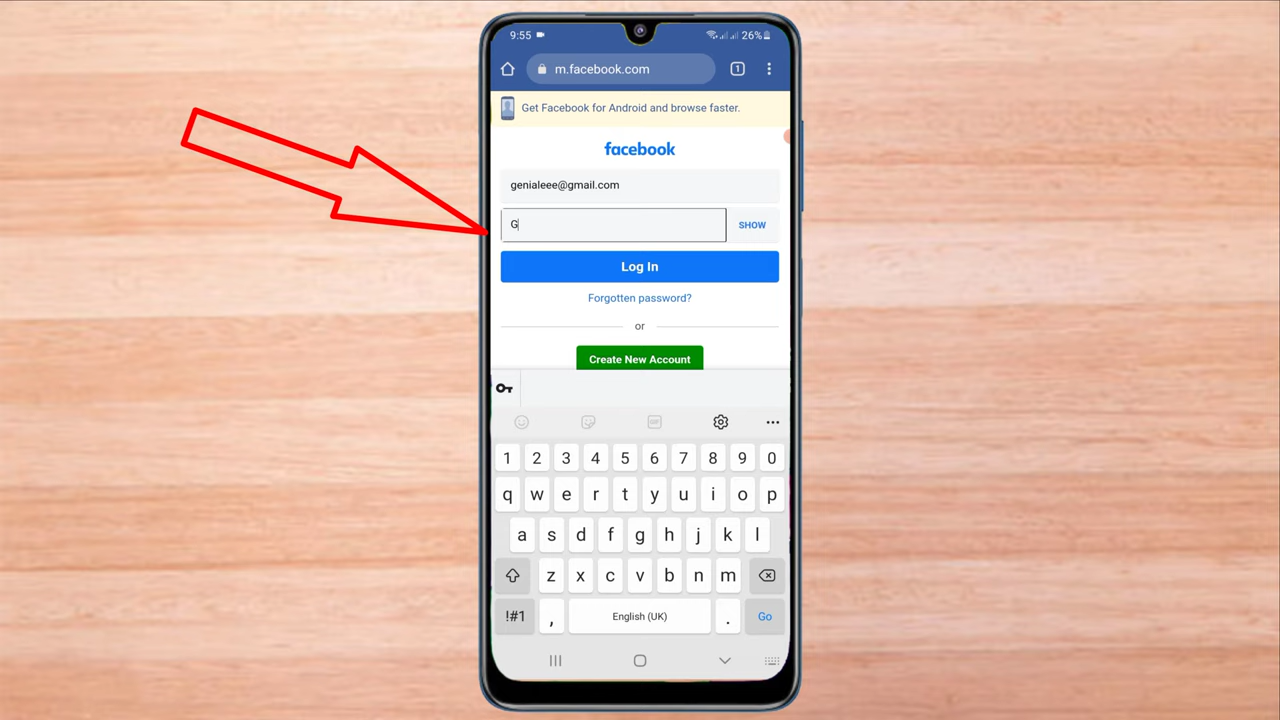 9:55 26%
m.facebook.com 1
Get Facebook for Android and browse faster.
facebook
genialeee@gmail.com
G SHOW
Log In
Forgotten password?
or
Create New Account
GIF
1 2 3 4 5 6 7 8 9 0
q w e r t y u i o p
a s d f g h j k l
z x c v b n m
!#1 , English (UK) . Go